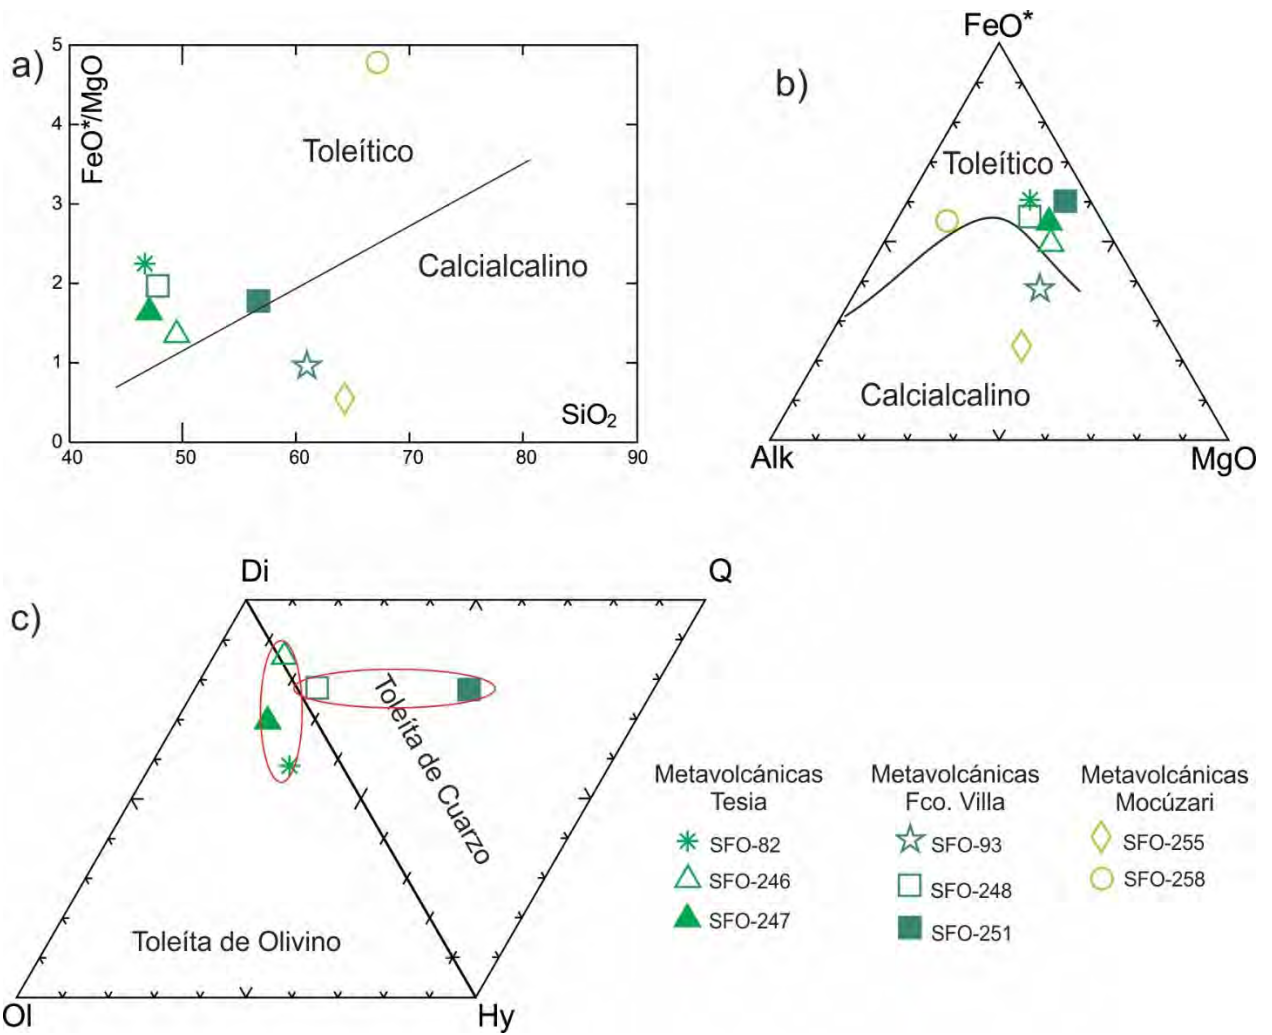 a)
FeO*/MgO
5
4
3
2
1
0
40
50
60
70
80
90
SiO₂
Toleítico
Calcialcalino
b)
FeO*
Toleítico
Calcialcalino
Alk
MgO
c)
Di
Q
Toleíta de Cuarzo
Toleíta de Olivino
Ol
Hy
Metavolcánicas
Tesia
SFO-82
SFO-246
SFO-247
Metavolcánicas
Fco. Villa
SFO-93
SFO-248
SFO-251
Metavolcánicas
Mocúzari
SFO-255
SFO-258